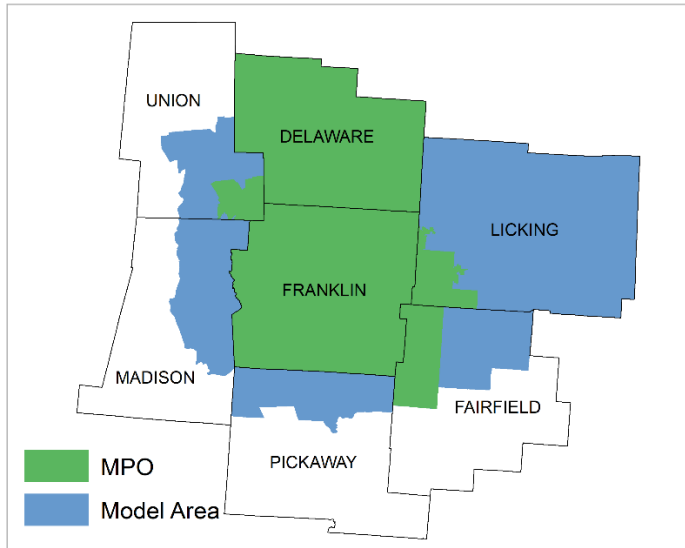 UNION
DELAWARE
LICKING
FRANKLIN
MADISON
FAIRFIELD
PICKAWAY
MPO
Model Area